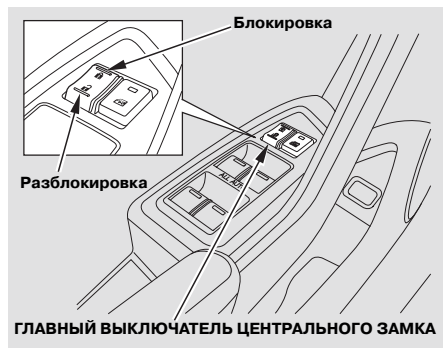 Блокировка
Разблокировка
ГЛАВНЫЙ ВЫКЛЮЧАТЕЛЬ ЦЕНТРАЛЬНОГО ЗАМКА